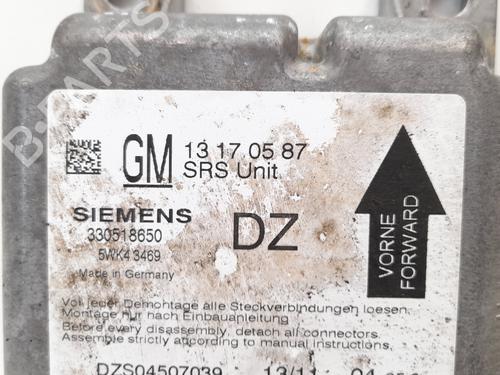 B-PARTS
GM 13 17 05 87
SRS Unit
SIEMENS DZ
330518650
5WK4 3469
Made in Germany
VORNE
FORWARD
Vor jeder Demontage alle Steckverbindungen loesen.
Montage nur nach Einbauanleitung
Before every disassembly, detach all connectors.
Assemble strictly according to manual instructions.
DZS04507039 13/11 04